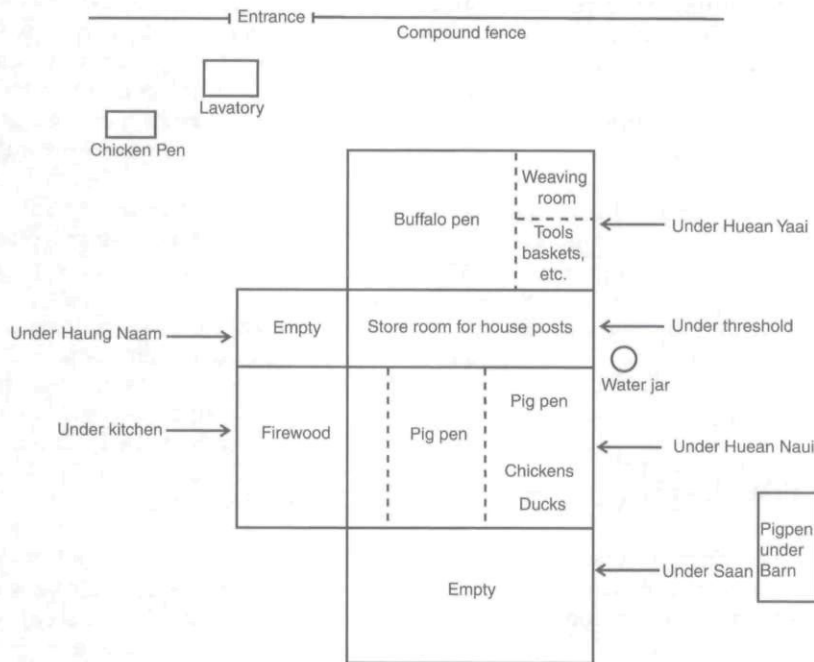 Entrance
Compound fence
Lavatory
Chicken Pen
Weaving
room
Buffalo pen
Tools
baskets,
etc.
Under Huean Yaai
Under Haung Naam
Empty
Store room for house posts
Under threshold
Water jar
Under kitchen
Firewood
Pig pen
Pig pen
Chickens
Ducks
Under Huean Naui
Pigpen
under
Barn
Under Saan
Empty